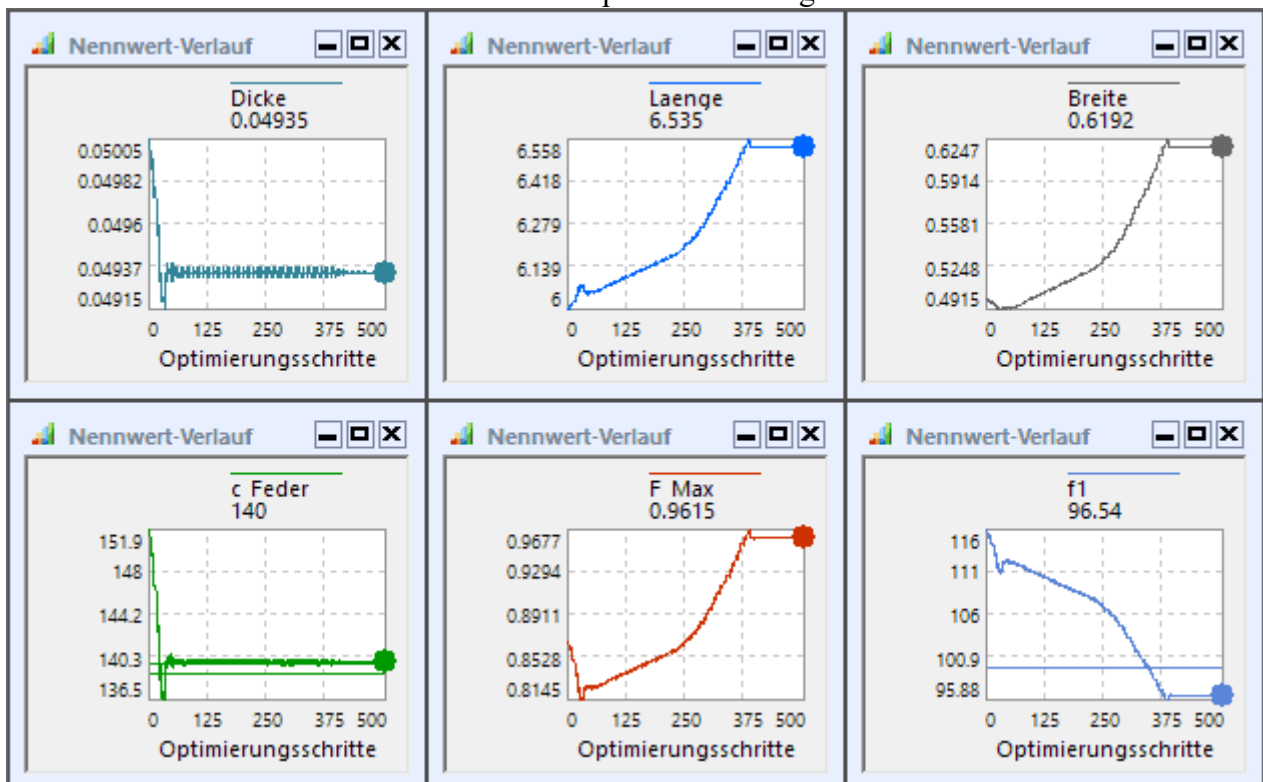 Nennwert-Verlauf
Dicke
0.04935
0.05005
0.04982
0.0496
0.04937
0.04915
0 125 250 375 500
Optimierungsschritte
Nennwert-Verlauf
Laenge
6.535
6.558
6.418
6.279
6.139
6
0 125 250 375 500
Optimierungsschritte
Nennwert-Verlauf
Breite
0.6192
0.6247
0.5914
0.5581
0.5248
0.4915
0 125 250 375 500
Optimierungsschritte
Nennwert-Verlauf
c Feder
140
151.9
148
144.2
140.3
136.5
0 125 250 375 500
Optimierungsschritte
Nennwert-Verlauf
F Max
0.9615
0.9677
0.9294
0.8911
0.8528
0.8145
0 125 250 375 500
Optimierungsschritte
Nennwert-Verlauf
f1
96.54
116
111
106
100.9
95.88
0 125 250 375 500
Optimierungsschritte